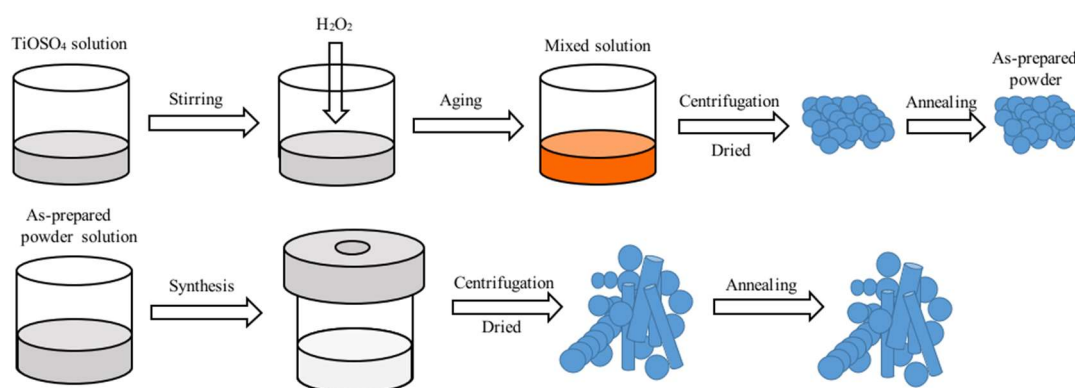 TiOSO₄ solution
Stirring
H₂O₂
Aging
Mixed solution
Centrifugation
Dried
Annealing
As-prepared
powder
As-prepared
powder solution
Synthesis
Centrifugation
Dried
Annealing